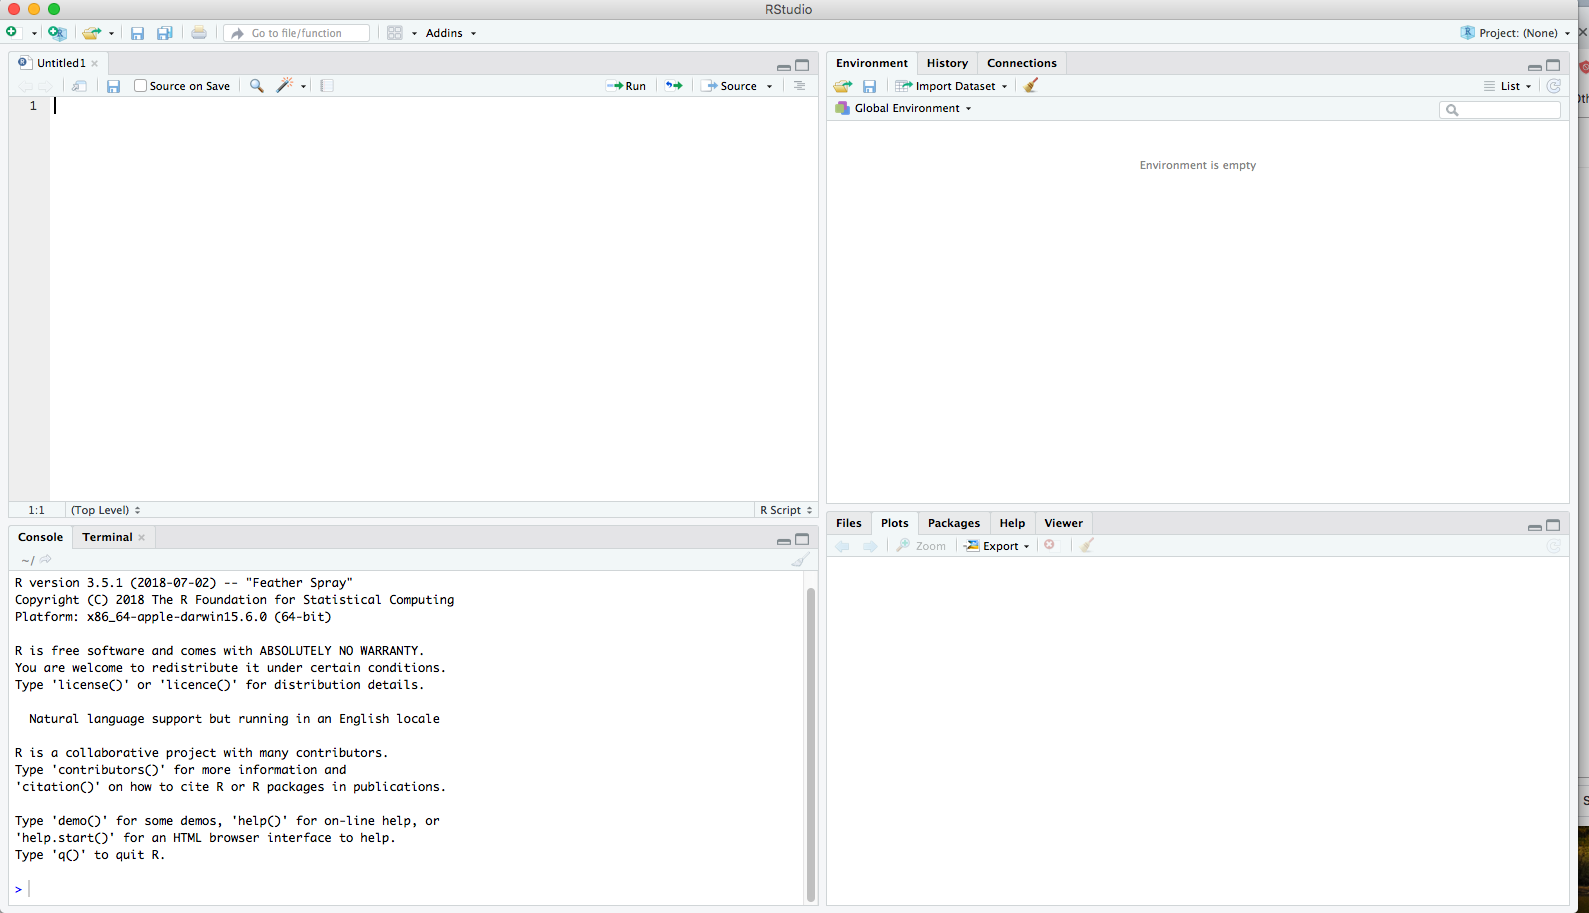 RStudio
Go to file/function
Addins
Project: (None)
Untitled1
Source on Save
Run
Source
1
1:1
(Top Level)
R Script
Console
Terminal
~/
R version 3.5.1 (2018-07-02) -- "Feather Spray"
Copyright (C) 2018 The R Foundation for Statistical Computing
Platform: x86_64-apple-darwin15.6.0 (64-bit)
R is free software and comes with ABSOLUTELY NO WARRANTY.
You are welcome to redistribute it under certain conditions.
Type 'license()' or 'licence()' for distribution details.
Natural language support but running in an English locale
R is a collaborative project with many contributors.
Type 'contributors()' for more information and
'citation()' on how to cite R or R packages in publications.
Type 'demo()' for some demos, 'help()' for on-line help, or
'help.start()' for an HTML browser interface to help.
Type 'q()' to quit R.
>
Environment
History
Connections
Import Dataset
List
Global Environment
Environment is empty
Files
Plots
Packages
Help
Viewer
Zoom
Export